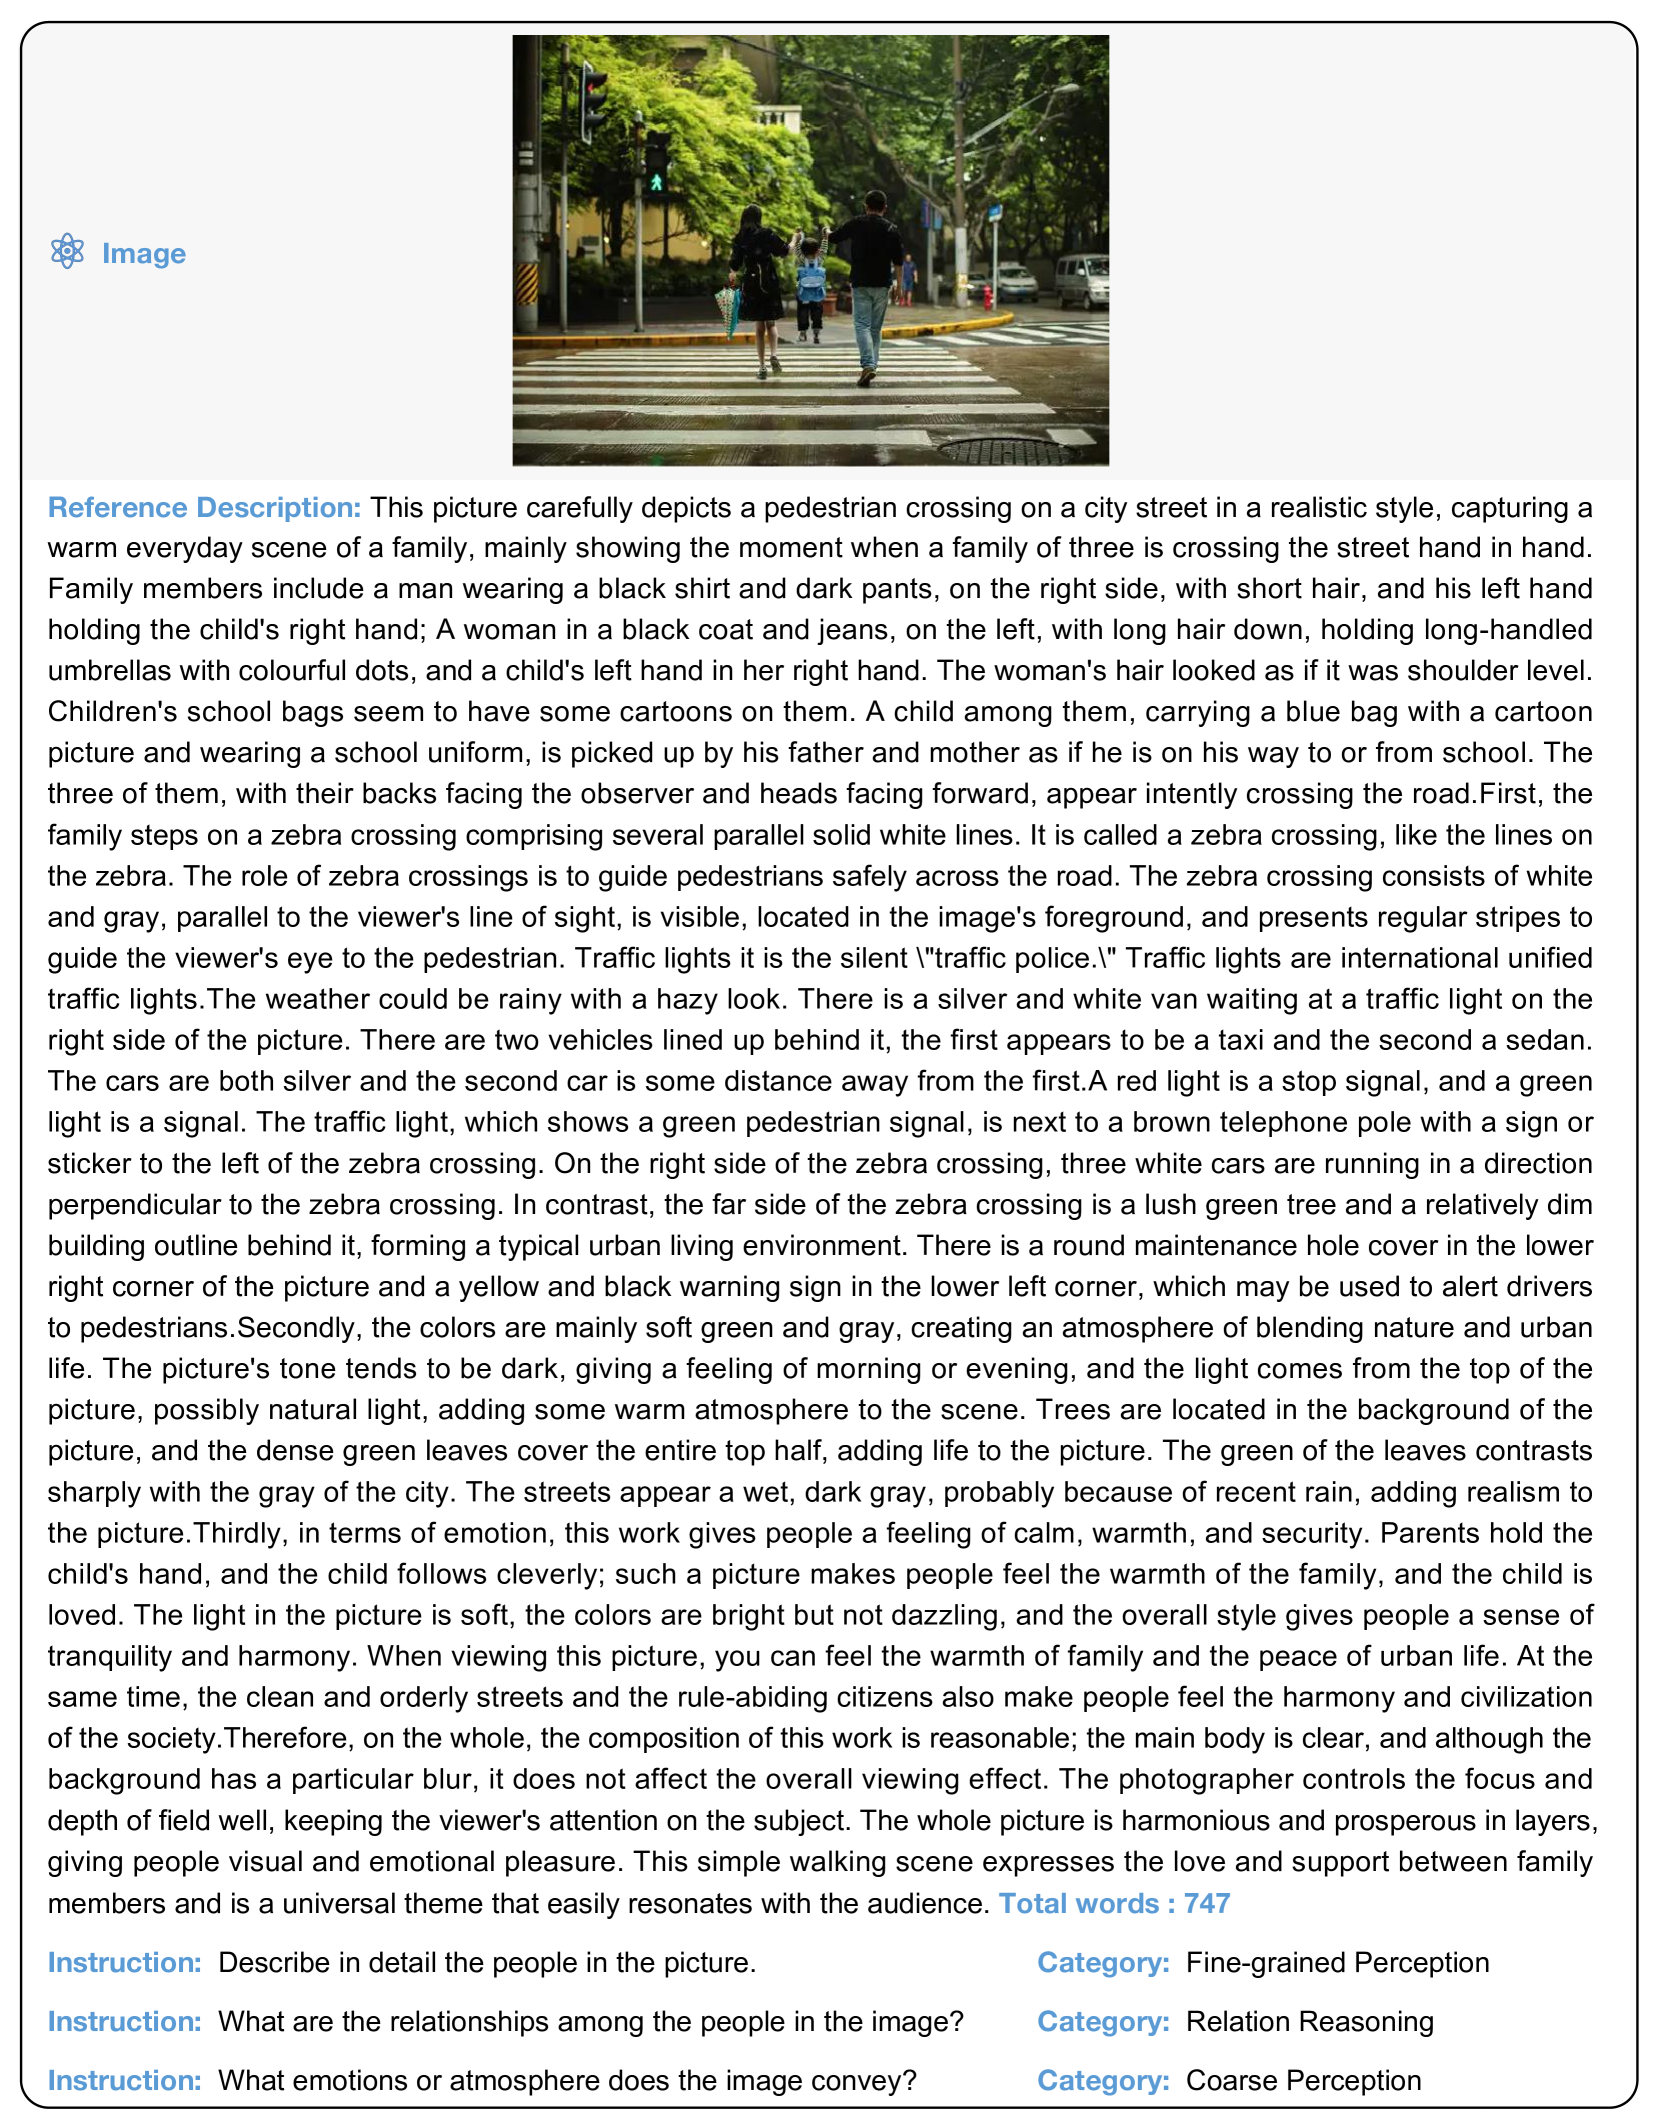 Image
Reference Description: This picture carefully depicts a pedestrian crossing on a city street in a realistic style, capturing a
warm everyday scene of a family, mainly showing the moment when a family of three is crossing the street hand in hand.
Family members include a man wearing a black shirt and dark pants, on the right side, with short hair, and his left hand
holding the child's right hand; A woman in a black coat and jeans, on the left, with long hair down, holding long-handled
umbrellas with colourful dots, and a child's left hand in her right hand. The woman's hair looked as if it was shoulder level.
Children's school bags seem to have some cartoons on them. A child among them, carrying a blue bag with a cartoon
picture and wearing a school uniform, is picked up by his father and mother as if he is on his way to or from school. The
three of them, with their backs facing the observer and heads facing forward, appear intently crossing the road.First, the
family steps on a zebra crossing comprising several parallel solid white lines. It is called a zebra crossing, like the lines on
the zebra. The role of zebra crossings is to guide pedestrians safely across the road. The zebra crossing consists of white
and gray, parallel to the viewer's line of sight, is visible, located in the image's foreground, and presents regular stripes to
guide the viewer's eye to the pedestrian. Traffic lights it is the silent \"traffic police.\" Traffic lights are international unified
traffic lights.The weather could be rainy with a hazy look. There is a silver and white van waiting at a traffic light on the
right side of the picture. There are two vehicles lined up behind it, the first appears to be a taxi and the second a sedan.
The cars are both silver and the second car is some distance away from the first.A red light is a stop signal, and a green
light is a signal. The traffic light, which shows a green pedestrian signal, is next to a brown telephone pole with a sign or
sticker to the left of the zebra crossing. On the right side of the zebra crossing, three white cars are running in a direction
perpendicular to the zebra crossing. In contrast, the far side of the zebra crossing is a lush green tree and a relatively dim
building outline behind it, forming a typical urban living environment. There is a round maintenance hole cover in the lower
right corner of the picture and a yellow and black warning sign in the lower left corner, which may be used to alert drivers
to pedestrians.Secondly, the colors are mainly soft green and gray, creating an atmosphere of blending nature and urban
life. The picture's tone tends to be dark, giving a feeling of morning or evening, and the light comes from the top of the
picture, possibly natural light, adding some warm atmosphere to the scene. Trees are located in the background of the
picture, and the dense green leaves cover the entire top half, adding life to the picture. The green of the leaves contrasts
sharply with the gray of the city. The streets appear a wet, dark gray, probably because of recent rain, adding realism to
the picture.Thirdly, in terms of emotion, this work gives people a feeling of calm, warmth, and security. Parents hold the
child's hand, and the child follows cleverly; such a picture makes people feel the warmth of the family, and the child is
loved. The light in the picture is soft, the colors are bright but not dazzling, and the overall style gives people a sense of
tranquility and harmony. When viewing this picture, you can feel the warmth of family and the peace of urban life. At the
same time, the clean and orderly streets and the rule-abiding citizens also make people feel the harmony and civilization
of the society.Therefore, on the whole, the composition of this work is reasonable; the main body is clear, and although the
background has a particular blur, it does not affect the overall viewing effect. The photographer controls the focus and
depth of field well, keeping the viewer's attention on the subject. The whole picture is harmonious and prosperous in layers,
giving people visual and emotional pleasure. This simple walking scene expresses the love and support between family
members and is a universal theme that easily resonates with the audience. Total words : 747
Instruction: Describe in detail the people in the picture. Category: Fine-grained Perception
Instruction: What are the relationships among the people in the image? Category: Relation Reasoning
Instruction: What emotions or atmosphere does the image convey? Category: Coarse Perception